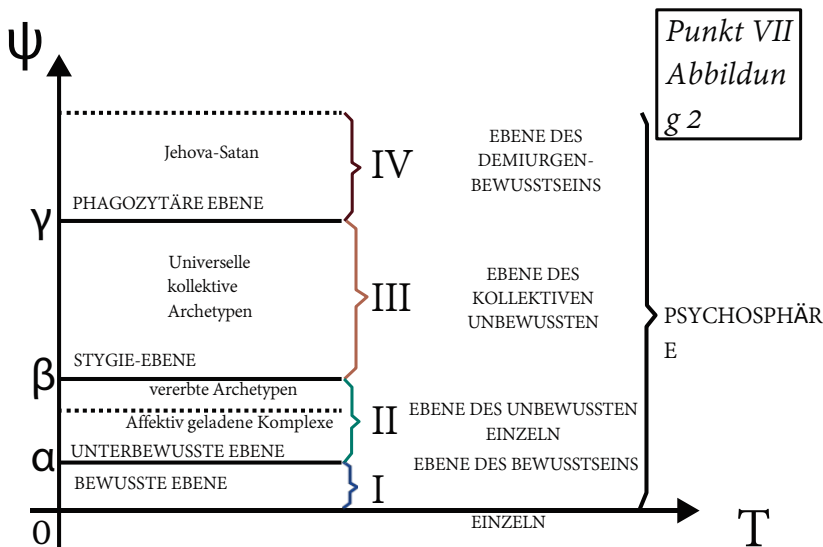 Punkt VII
Abbildun
g 2
ψ
Jehova-Satan
IV
EBENE DES
DEMIURGEN-
BEWUSSTSEINS
PHAGOZYTÄRE EBENE
γ
Universelle
kollektive
Archetypen
III
EBENE DES
KOLLEKTIVEN
UNBEWUSSTEN
PSYCHOSPHÄR
E
STYGIE-EBENE
β
vererbte Archetypen
Affektiv geladene Komplexe
II
EBENE DES UNBEWUSSTEN
EINZELN
UNTERBEWUSSTE EBENE
α
EBENE DES BEWUSSTSEINS
BEWUSSTE EBENE
I
EINZELN
0
T